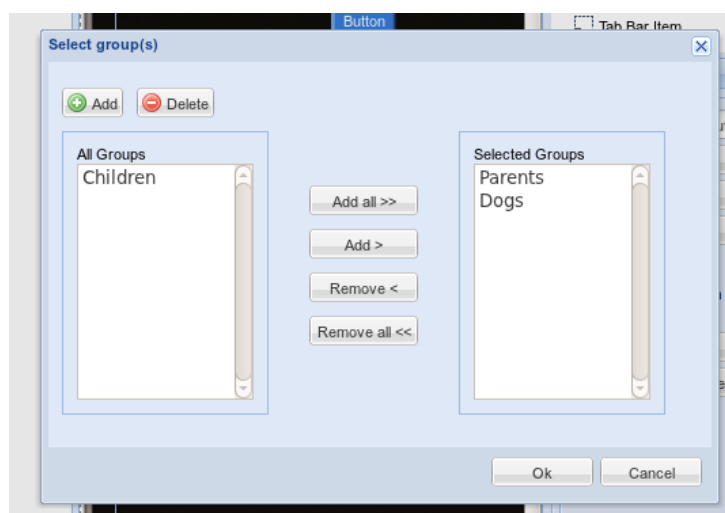 Button
Tab Bar Item
Select group(s)
Add
Delete
All Groups
Children
Add all >>
Add >
Remove <
Remove all <<
Selected Groups
Parents
Dogs
Ok
Cancel